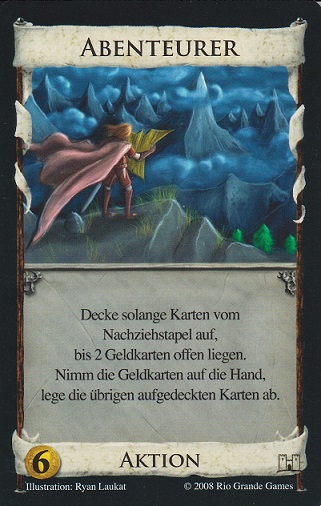 ABENTEURER
Decke solange Karten vom
Nachziehstapel auf,
bis 2 Geldkarten offen liegen.
Nimm die Geldkarten auf die Hand,
lege die übrigen aufgedeckten Karten ab.
6
AKTION
Illustration: Ryan Laukat © 2008 Rio Grande Games